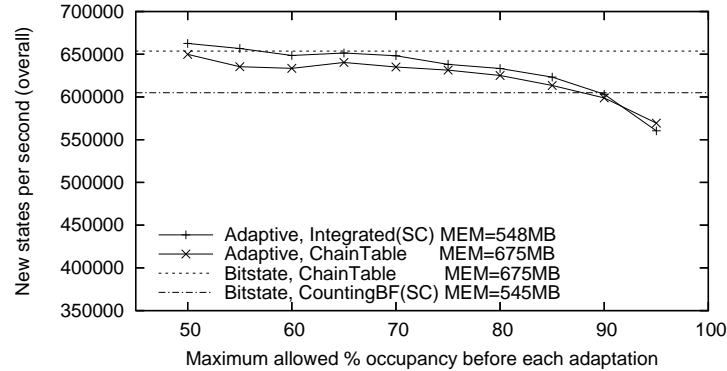 New states per second (overall)
700000
650000
600000
550000
500000
450000
400000
350000
Adaptive, Integrated(SC) MEM=548MB
Adaptive, ChainTable MEM=675MB
Bitstate, ChainTable MEM=675MB
Bitstate, CountingBF(SC) MEM=545MB
50 60 70 80 90 100
Maximum allowed % occupancy before each adaptation